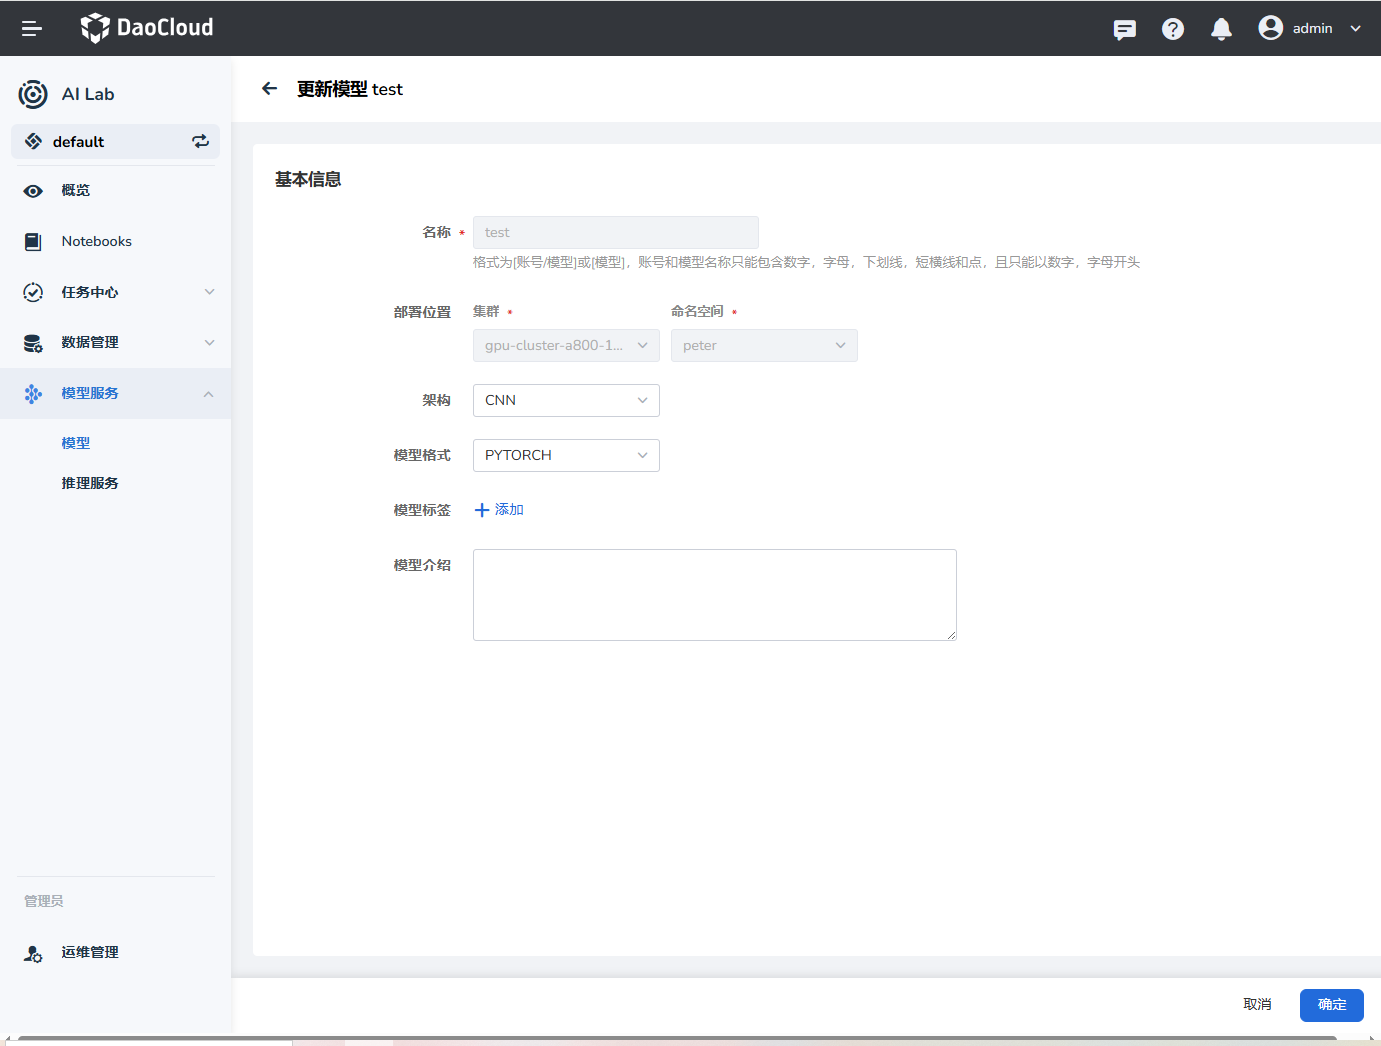 DaoCloud
admin
AI Lab
default
概览
Notebooks
任务中心
数据管理
模型服务
模型
推理服务
管理员
运维管理
更新模型 test
基本信息
名称 *
test
格式为[账号/模型]或[模型]，账号和模型名称只能包含数字，字母，下划线，短横线和点，且只能以数字，字母开头
部署位置 集群 * 命名空间 *
gpu-cluster-a800-1... peter
架构 CNN
模型格式 PYTORCH
模型标签 + 添加
模型介绍
取消 确定